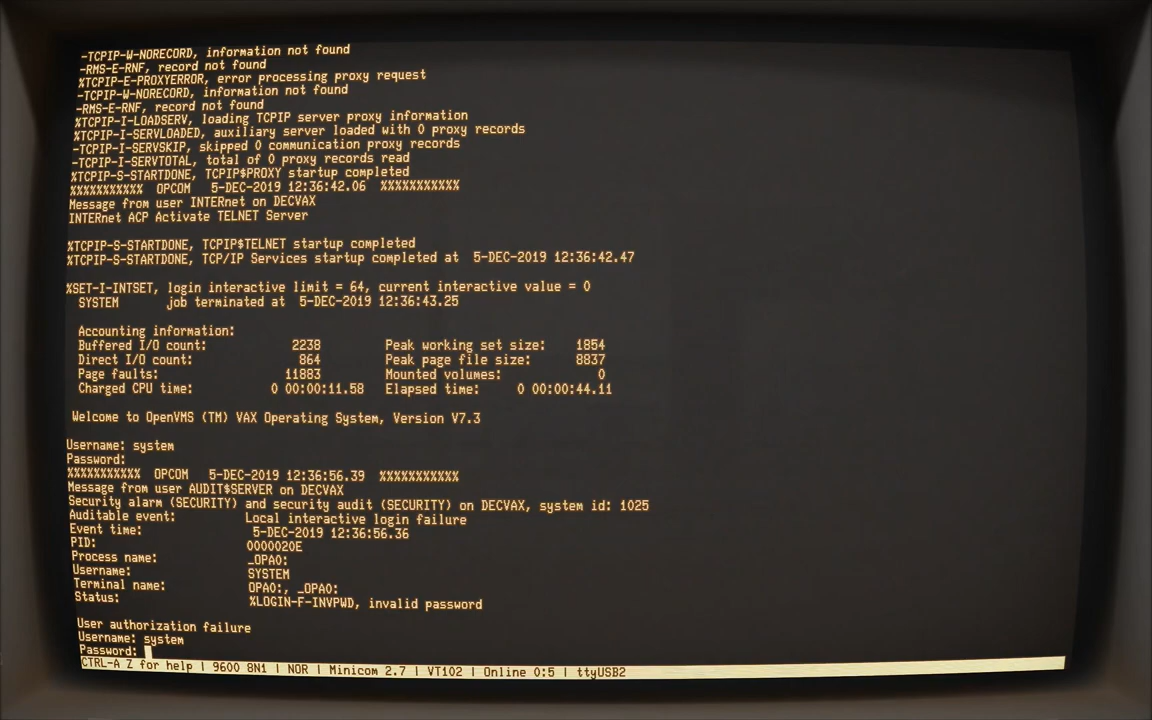 -TCPIP-W-NORECORD, information not found
-RMS-E-RNF, record not found
%TCPIP-E-PROXYERROR, error processing proxy request
-TCPIP-W-NORECORD, information not found
-RMS-E-RNF, record not found
%TCPIP-I-LOADSERV, loading TCPIP server proxy information
%TCPIP-I-SERVLOADED, auxiliary server loaded with 0 proxy records
-TCPIP-I-SERVSKIP, skipped 0 communication proxy records
-TCPIP-I-SERVTOTAL, total of 0 proxy records read
%TCPIP-S-STARTDONE, TCPIP$PROXY startup completed
%%%%%%%%%%%  OPCOM   5-DEC-2019 12:36:42.06  %%%%%%%%%%%
Message from user INTERnet on DECVAX
INTERnet ACP Activate TELNET Server
%TCPIP-S-STARTDONE, TCPIP$TELNET startup completed
%TCPIP-S-STARTDONE, TCP/IP Services startup completed at  5-DEC-2019 12:36:42.47
%SET-I-INTSET, login interactive limit = 64, current interactive value = 0
SYSTEM       job terminated at  5-DEC-2019 12:36:43.25
Accounting information:
Buffered I/O count:             2238         Peak working set size:    1854
Direct I/O count:                864         Peak page file size:      8837
Page faults:                   11883         Mounted volumes:             0
Charged CPU time:            0 00:00:11.58   Elapsed time:      0 00:00:44.11
Welcome to OpenVMS (TM) VAX Operating System, Version V7.3
Username: system
Password:
%%%%%%%%%%%  OPCOM   5-DEC-2019 12:36:56.39  %%%%%%%%%%%
Message from user AUDIT$SERVER on DECVAX
Security alarm (SECURITY) and security audit (SECURITY) on DECVAX, system id: 1025
Auditable event:          Local interactive login failure
Event time:                5-DEC-2019 12:36:56.36
PID:                      0000020E
Process name:             _OPA0:
Username:                 SYSTEM
Terminal name:            OPA0:, _OPA0:
Status:                   %LOGIN-F-INVPWD, invalid password
User authorization failure
Username: system
Password:
CTRL-A Z for help | 9600 8N1 | NOR | Minicom 2.7 | VT102 | Online 0:5 | ttyUSB2